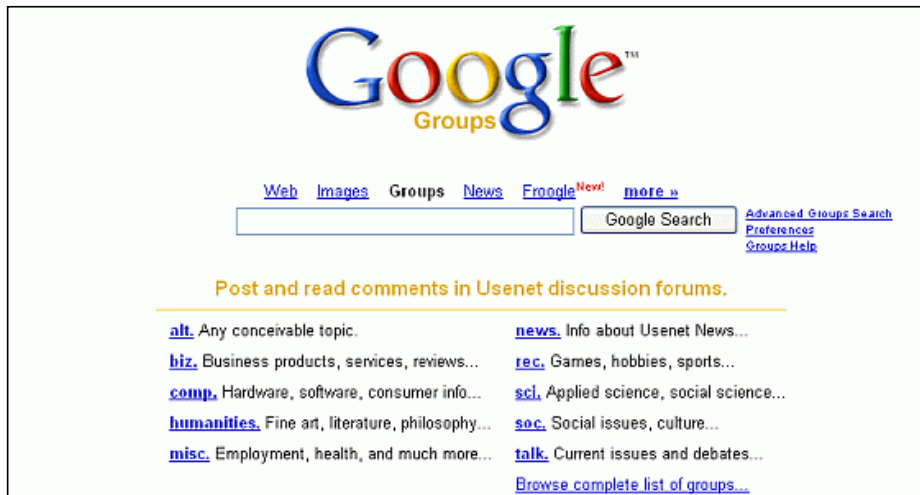 Google™
Groups
Web Images Groups News Froogle New! more »
Google Search
Advanced Groups Search
Preferences
Groups Help
Post and read comments in Usenet discussion forums.
alt. Any conceivable topic.
news. Info about Usenet News...
biz. Business products, services, reviews...
rec. Games, hobbies, sports...
comp. Hardware, software, consumer info...
sci. Applied science, social science...
humanities. Fine art, literature, philosophy...
soc. Social issues, culture...
misc. Employment, health, and much more...
talk. Current issues and debates...
Browse complete list of groups...